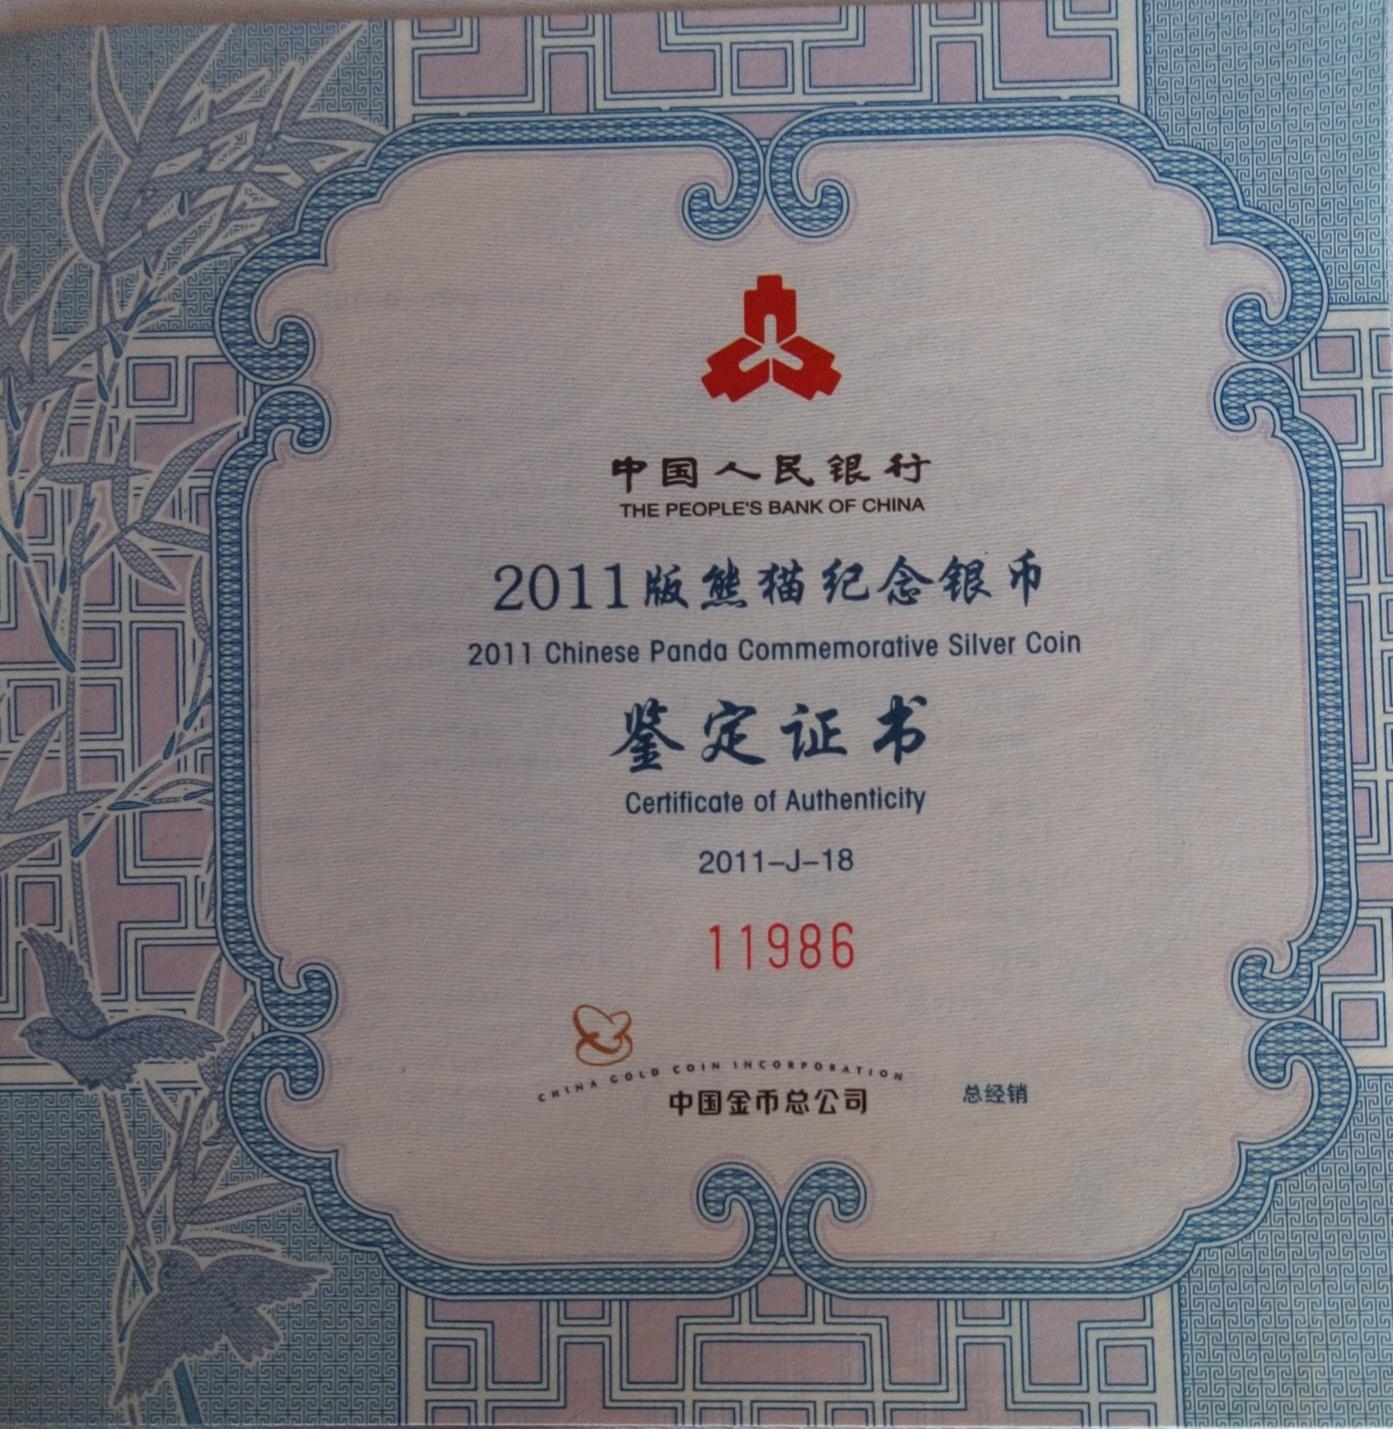 中国人民银行
THE PEOPLE'S BANK OF CHINA
2011版熊猫纪念银币
2011 Chinese Panda Commemorative Silver Coin
鉴定证书
Certificate of Authenticity
2011-J-18
11986
CHINA GOLD COIN INCORPORATION
中国金币总公司 总经销